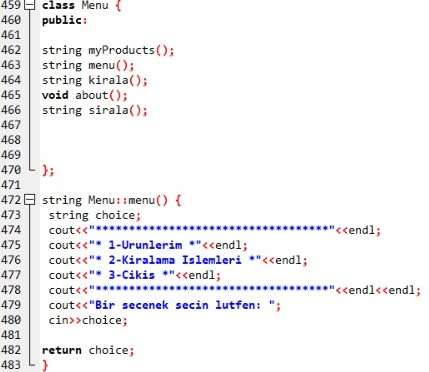 459 class Menu {
460 public:
461
462 string myProducts();
463 string menu();
464 string kirala();
465 void about();
466 string sirala();
467
468
469
470 };
471
472 string Menu::menu() {
473 string choice;
474 cout<<"*********************************"<<endl;
475 cout<<"* 1-Urunlerim *"<<endl;
476 cout<<"* 2-Kiralama Islemleri *"<<endl;
477 cout<<"* 3-Cikis *"<<endl;
478 cout<<"*********************************"<<endl<<endl;
479 cout<<"Bir secenek secin lutfen: ";
480 cin>>choice;
481
482 return choice;
483 }